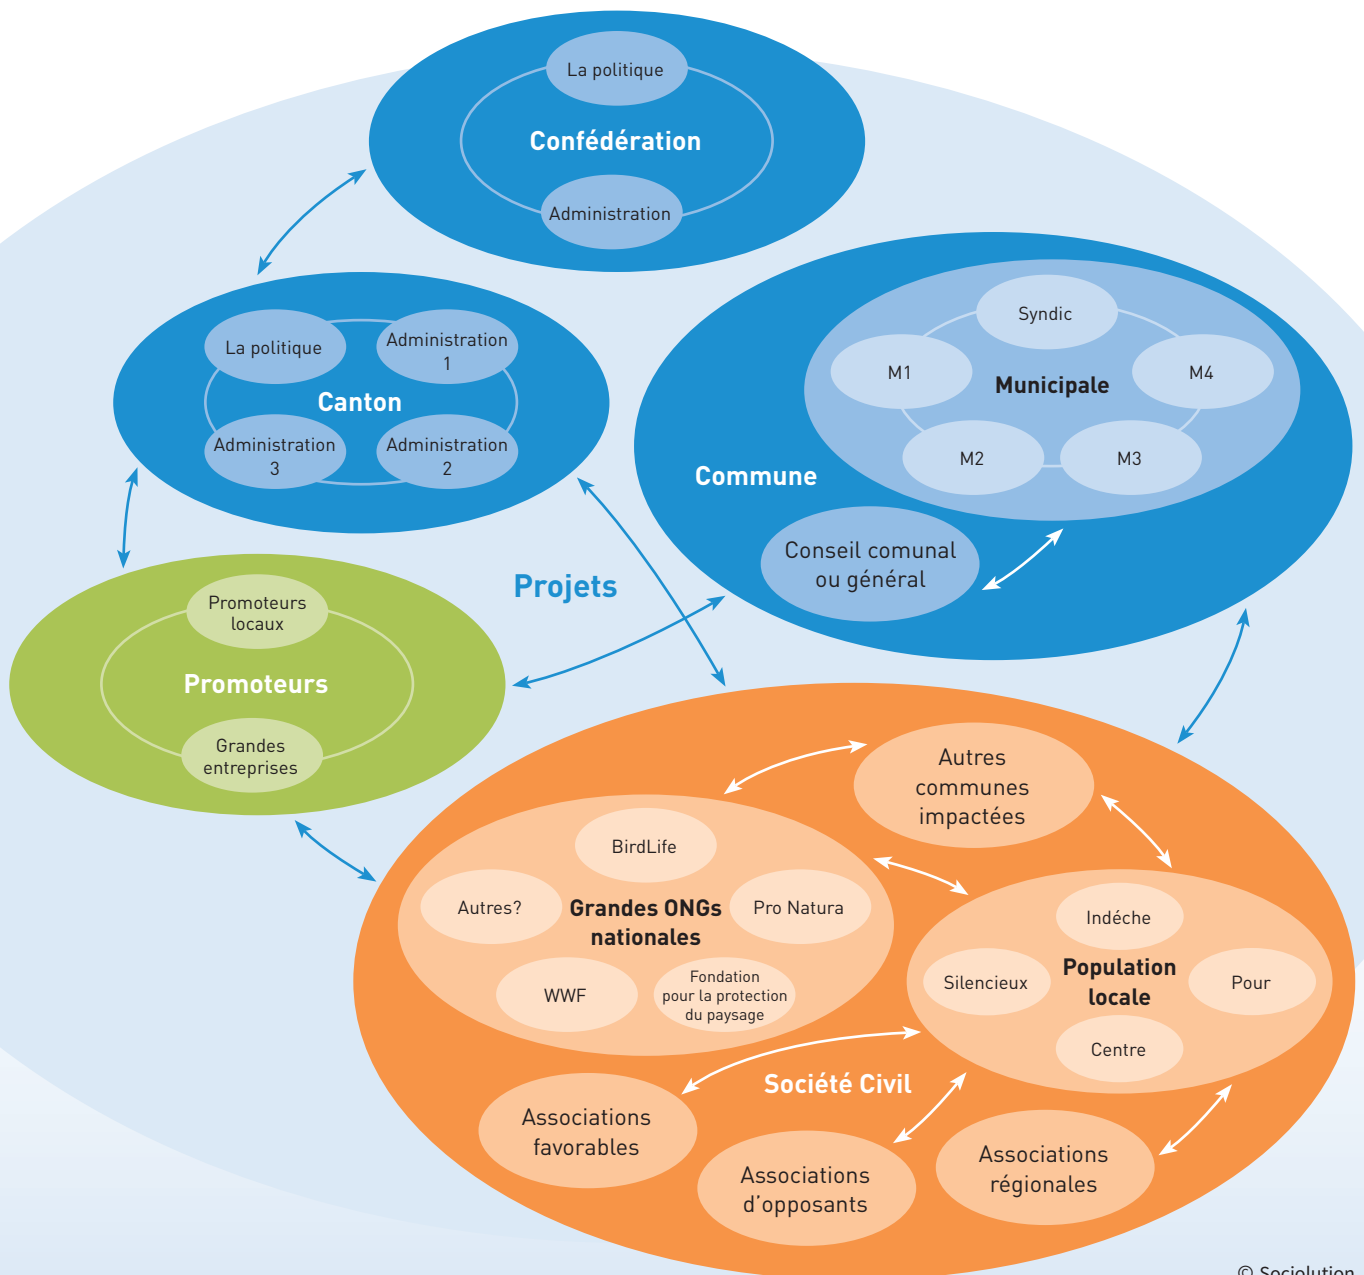 La politique
Confédération
Administration
La politique
Administration
1
Canton
Administration
3
Administration
2
Syndic
M1
Municipale
M4
M2
M3
Commune
Conseil comunal
ou général
Projets
Promoteurs
locaux
Promoteurs
Grandes
entreprises
Autres
communes
impactées
BirdLife
Autres?
Grandes ONGs
nationales
Pro Natura
WWF
Fondation
pour la protection
du paysage
Indéche
Silencieux
Population
locale
Pour
Centre
Société Civil
Associations
favorables
Associations
d'opposants
Associations
régionales
© Sociolution